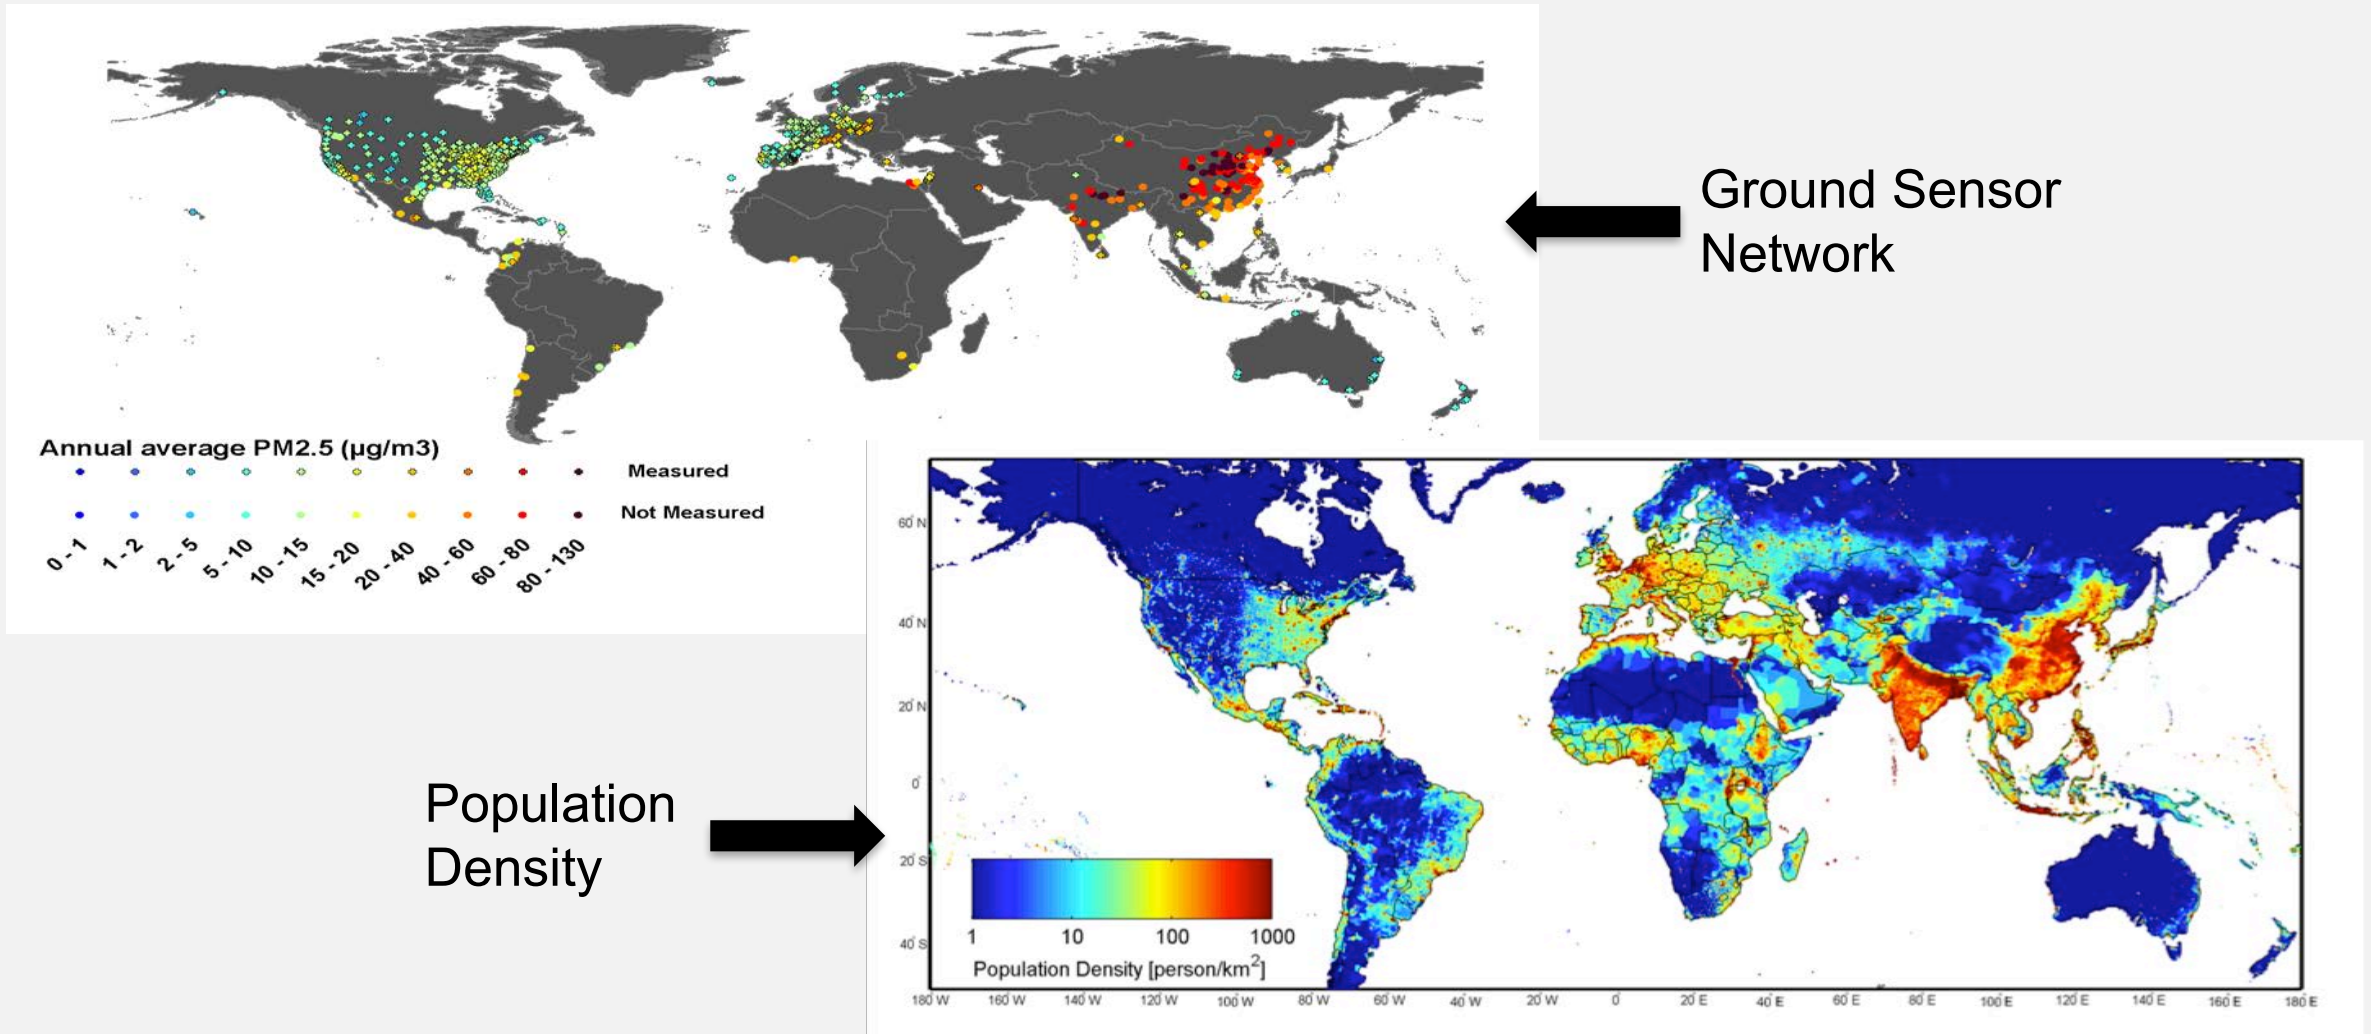 Ground Sensor
Network
Annual average PM2.5 (µg/m3)
Measured
Not Measured
0 - 1
1 - 2
2 - 5
5 - 10
10 - 15
15 - 20
20 - 40
40 - 60
60 - 80
80 - 130
Population
Density
60 N
40 N
20 N
0
20 S
40 S
1 10 100 1000
Population Density [person/km²]
180 W 160 W 140 W 120 W 100 W 80 W 60 W 40 W 20 W 0 20 E 40 E 60 E 80 E 100 E 120 E 140 E 160 E 180 E